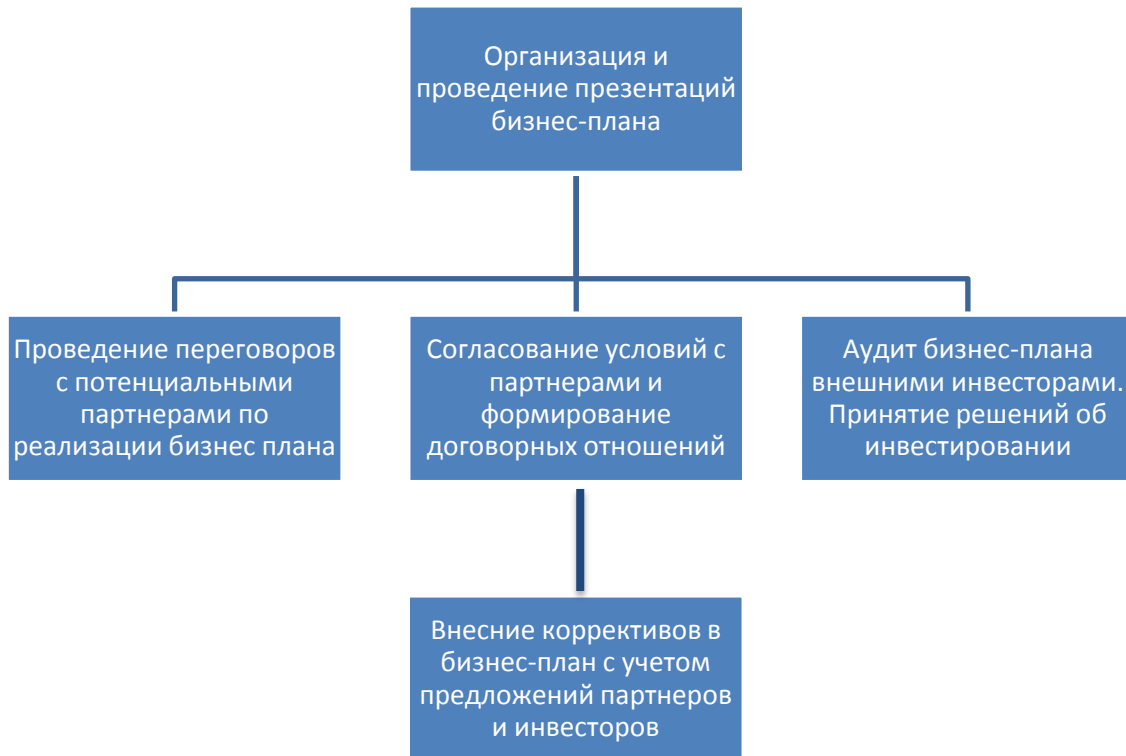 Организация и
проведение презентаций
бизнес-плана
Проведение переговоров
с потенциальными
партнерами по
реализации бизнес плана
Согласование условий с
партнерами и
формирование
договорных отношений
Аудит бизнес-плана
внешними инвесторами.
Принятие решений об
инвестировании
Внесние коррективов в
бизнес-план с учетом
предложений партнеров
и инвесторов